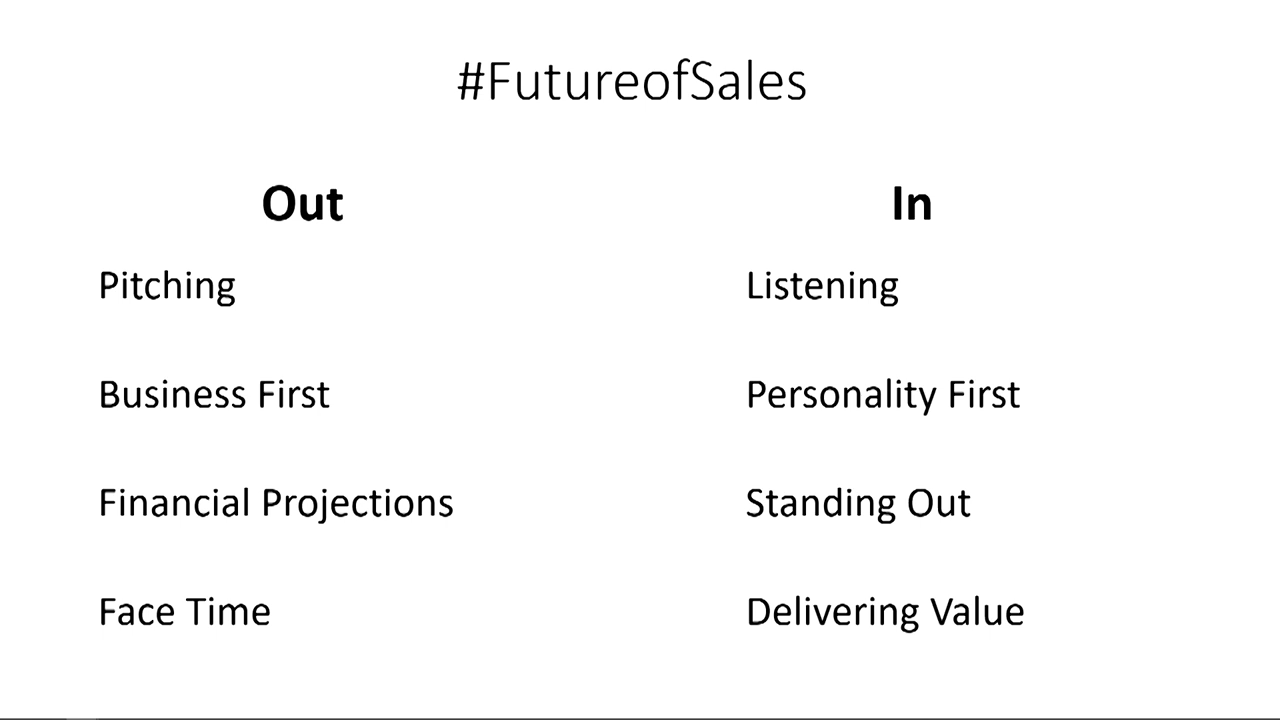 #FutureofSales
Out
In
Pitching
Listening
Business First
Personality First
Financial Projections
Standing Out
Face Time
Delivering Value